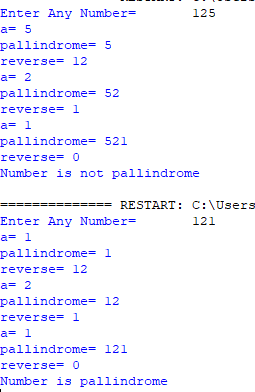 Enter Any Number=       125
a= 5
pallindrome= 5
reverse= 12
a= 2
pallindrome= 52
reverse= 1
a= 1
pallindrome= 521
reverse= 0
Number is not pallindrome
============== RESTART: C:\Users
Enter Any Number=       121
a= 1
pallindrome= 1
reverse= 12
a= 2
pallindrome= 12
reverse= 1
a= 1
pallindrome= 121
reverse= 0
Number is pallindrome